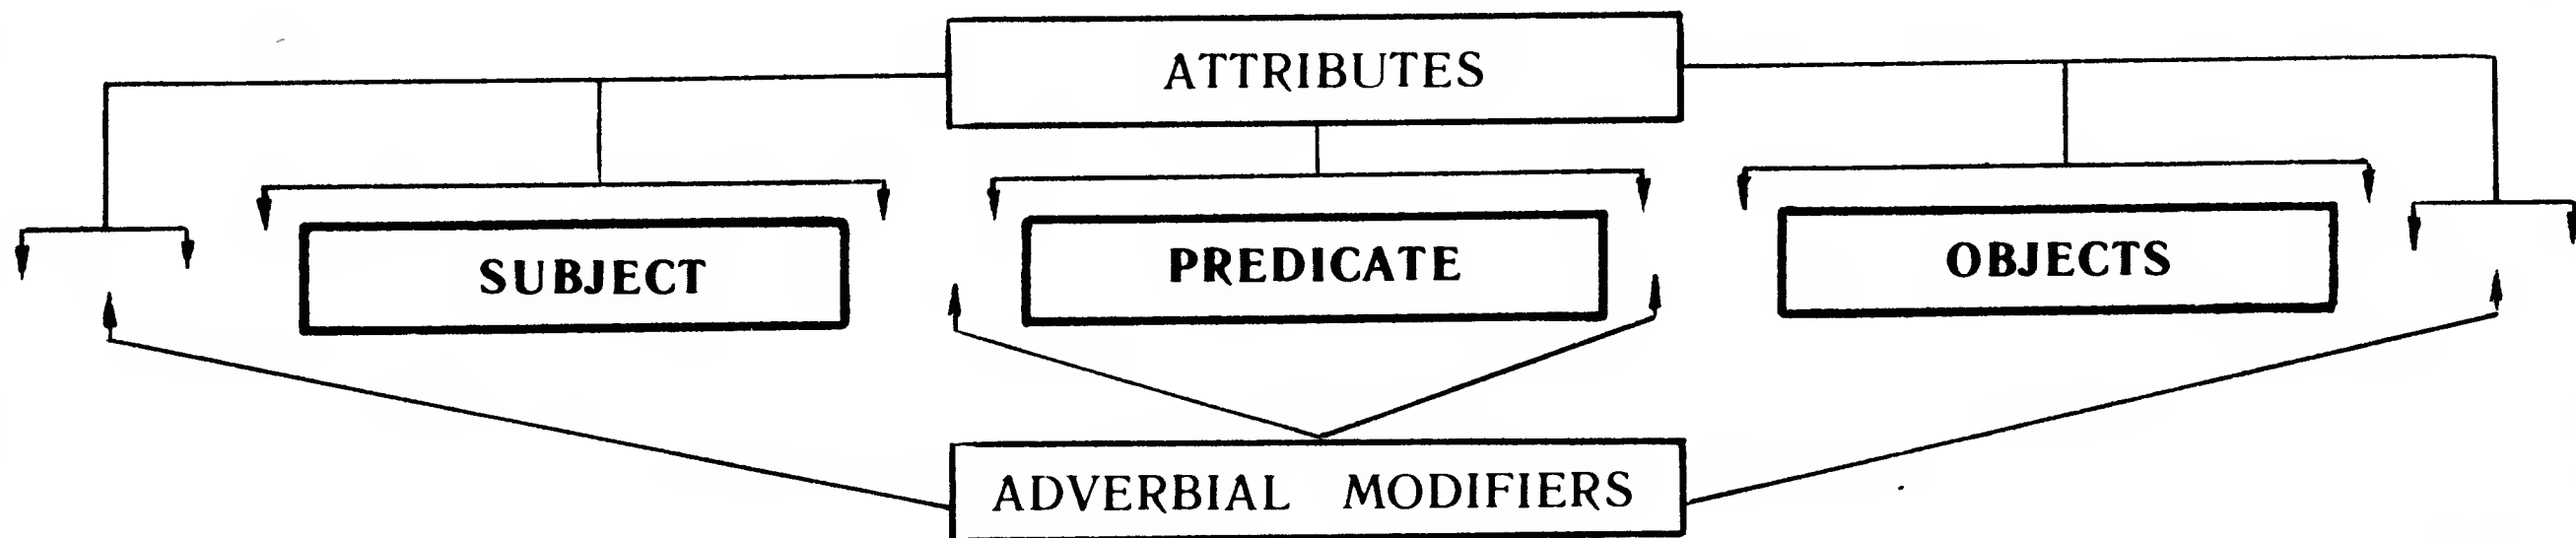 ATTRIBUTES
SUBJECT
PREDICATE
OBJECTS
ADVERBIAL MODIFIERS